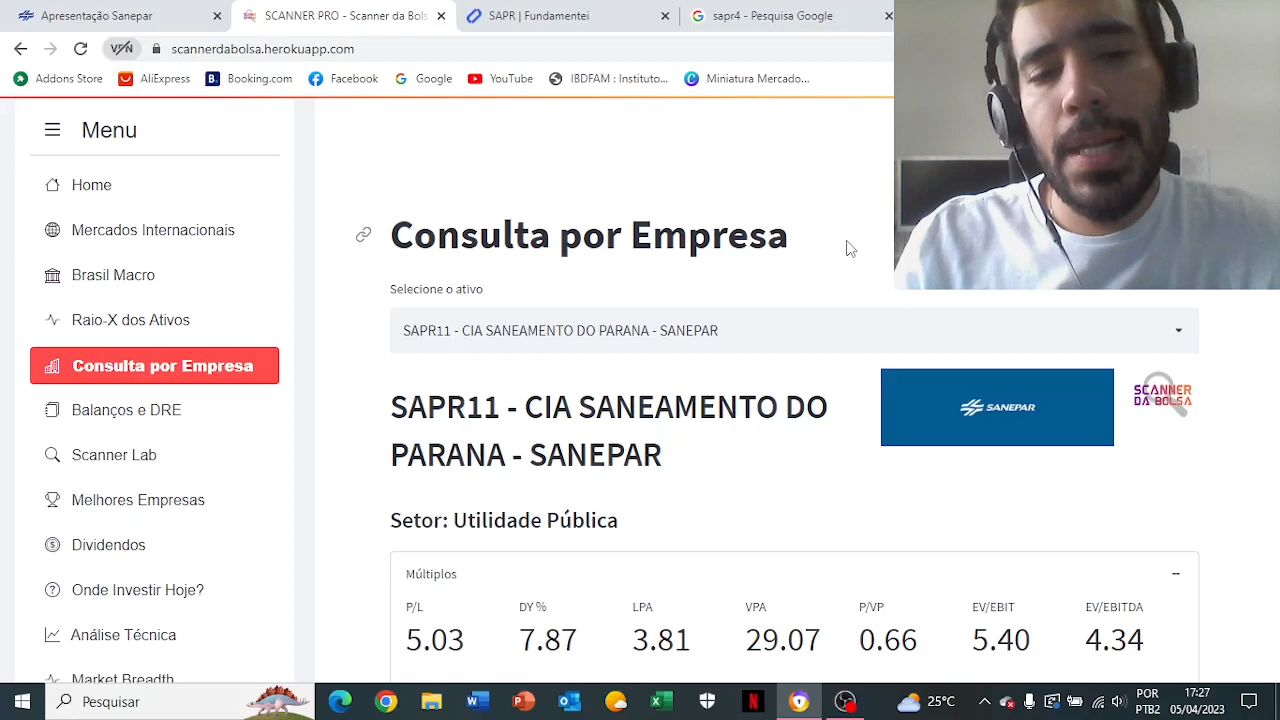 Apresentação Sanepar
SCANNER PRO - Scanner da Bols
SAPR | Fundamentei
sapr4 - Pesquisa Google
VPN
scannerdabolsa.herokuapp.com
Addons Store
AliExpress
B.
Booking.com
Facebook
Google
YouTube
IBDFAM : Instituto...
Miniatura Mercado...
Menu
Home
Mercados Internacionais
Brasil Macro
Raio-X dos Ativos
Consulta por Empresa
Balanços e DRE
Scanner Lab
Melhores Empresas
Dividendos
Onde Investir Hoje?
Análise Técnica
Market Breadth
Consulta por Empresa
Selecione o ativo
SAPR11 - CIA SANEAMENTO DO PARANA - SANEPAR
SAPR11 - CIA SANEAMENTO DO
PARANA - SANEPAR
SANEPAR
SCANNER
DA BOLSA
Setor: Utilidade Pública
Múltiplos
P/L DY % LPA VPA P/VP EV/EBIT EV/EBITDA
5.03 7.87 3.81 29.07 0.66 5.40 4.34
Pesquisar
25°C
POR
PTB2
17:27
05/04/2023